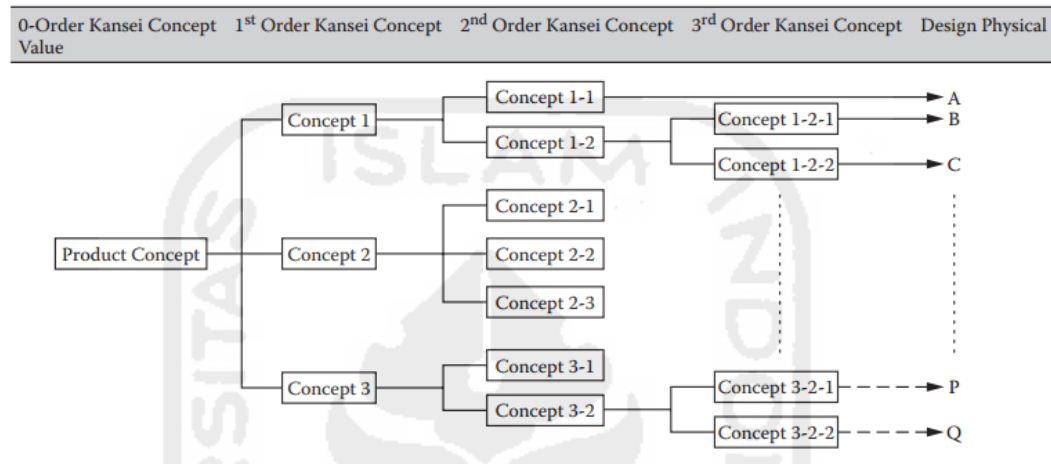 0-Order Kansei Concept 1st Order Kansei Concept 2nd Order Kansei Concept 3rd Order Kansei Concept Design Physical
Value
Concept 1-1 A
Concept 1 Concept 1-2-1 B
Concept 1-2
Concept 1-2-2 C
Concept 2-1
Product Concept Concept 2 Concept 2-2
Concept 2-3
Concept 3-1
Concept 3 Concept 3-2-1 P
Concept 3-2
Concept 3-2-2 Q
ISLAM
SITAS
INDO